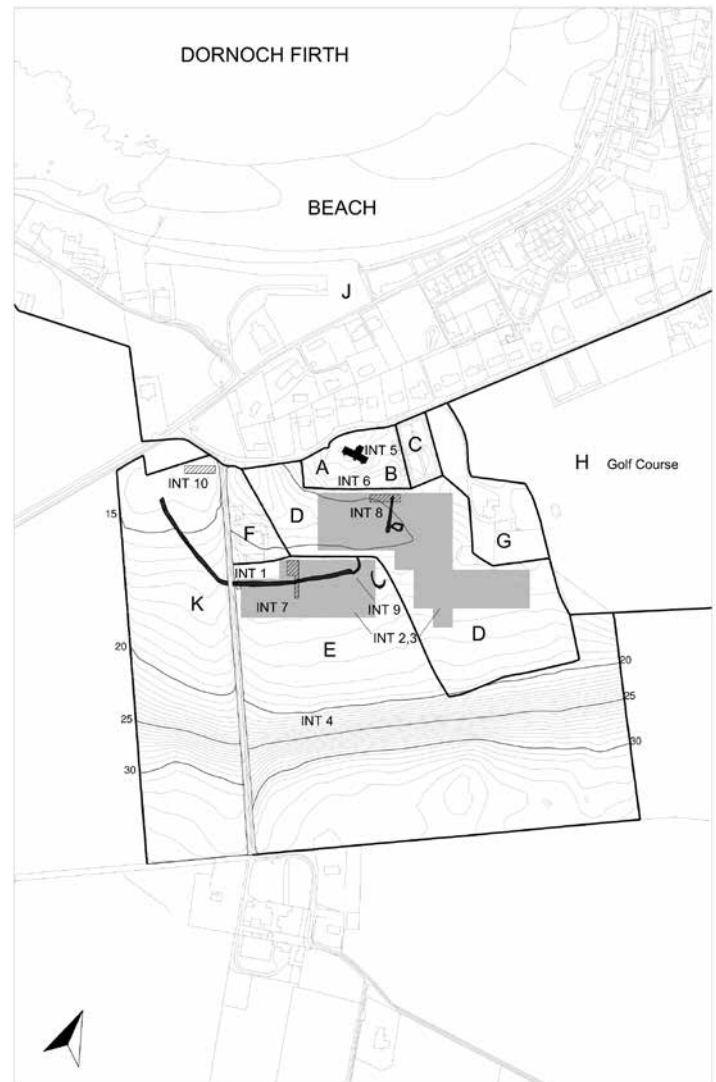 DORNOCH FIRTH
BEACH
J
INT 5
C
A
B
H Golf Course
INT 10
INT 6
D
INT 8
15
F
G
INT 1
K
INT 7
INT 9
INT 2,3
D
E
20
20
INT 4
25
25
30
30